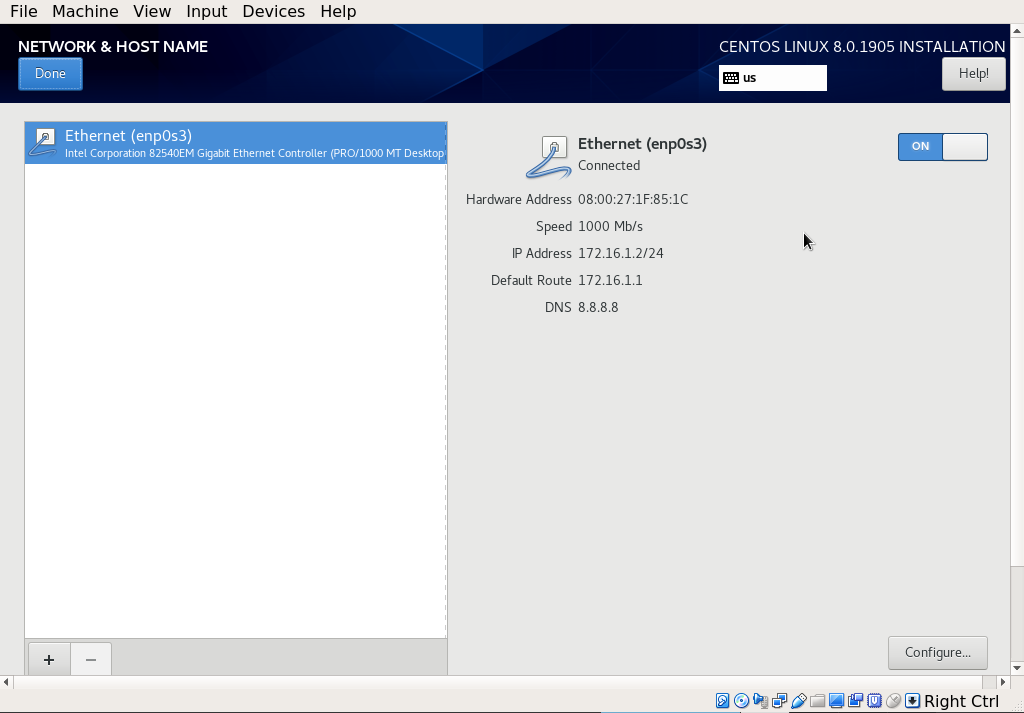 File Machine View Input Devices Help
NETWORK & HOST NAME
CENTOS LINUX 8.0.1905 INSTALLATION
Done
us
Help!
Ethernet (enp0s3)
Intel Corporation 82540EM Gigabit Ethernet Controller (PRO/1000 MT Desktop
Ethernet (enp0s3)
Connected
ON
Hardware Address 08:00:27:1F:85:1C
Speed 1000 Mb/s
IP Address 172.16.1.2/24
Default Route 172.16.1.1
DNS 8.8.8.8
+ −
Configure...
Right Ctrl